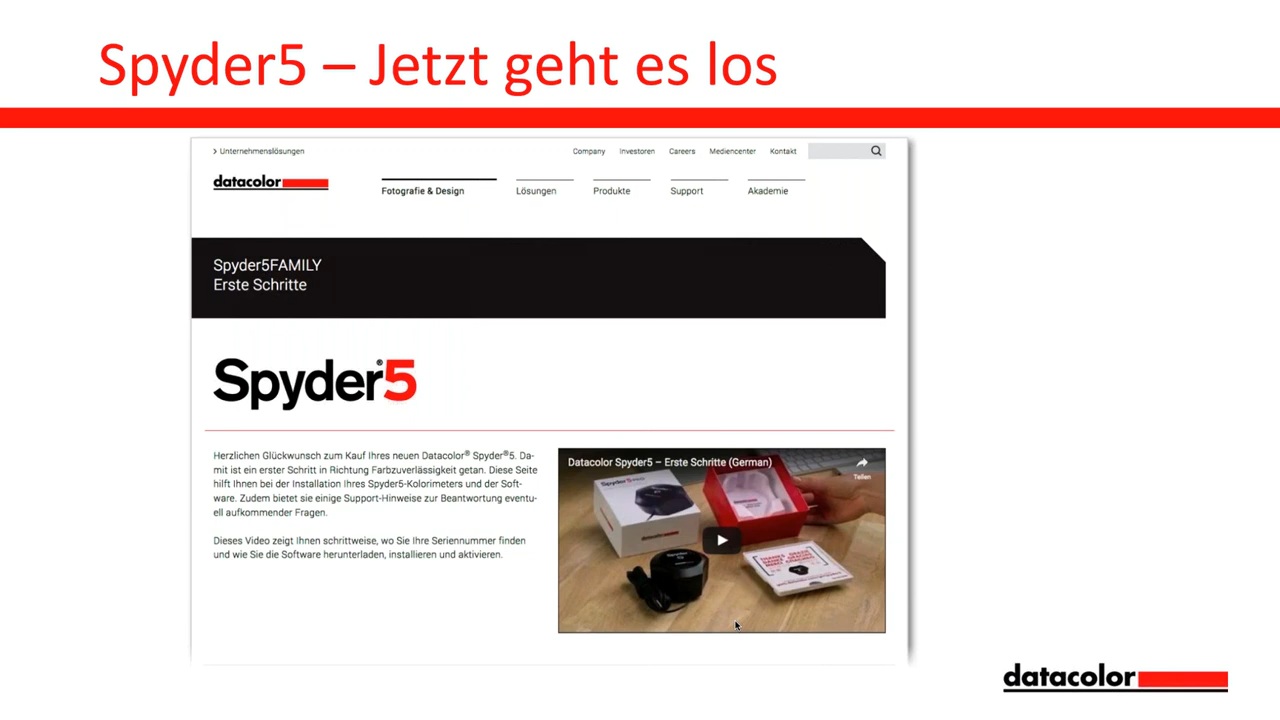 Spyder5 – Jetzt geht es los
Unternehmenslösungen
Company Investoren Careers Mediencenter Kontakt
datacolor
Fotografie & Design Lösungen Produkte Support Akademie
Spyder5FAMILY
Erste Schritte
Spyder®5
Herzlichen Glückwunsch zum Kauf Ihres neuen Datacolor® Spyder®5. Da-
mit ist ein erster Schritt in Richtung Farbzuverlässigkeit getan. Diese Seite
hilft Ihnen bei der Installation Ihres Spyder5-Kolorimeters und der Soft-
ware. Zudem bietet sie einige Support-Hinweise zur Beantwortung eventu-
ell aufkommender Fragen.
Dieses Video zeigt Ihnen schrittweise, wo Sie Ihre Seriennummer finden
und wie Sie die Software herunterladen, installieren und aktivieren.
Datacolor Spyder5 – Erste Schritte (German)
Teilen
Spyder5PRO
datacolor
datacolor